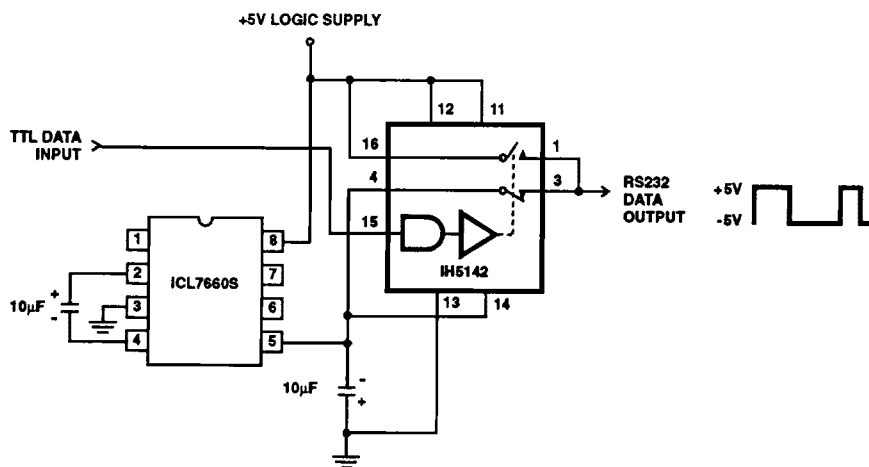 +5V LOGIC SUPPLY
12
11
TTL DATA
INPUT
16
1
4
3
RS232
DATA
OUTPUT
+5V
-5V
15
IH5142
1
8
2
ICL7660S
7
10µF
+
-
3
6
4
5
13
14
10µF
-
+